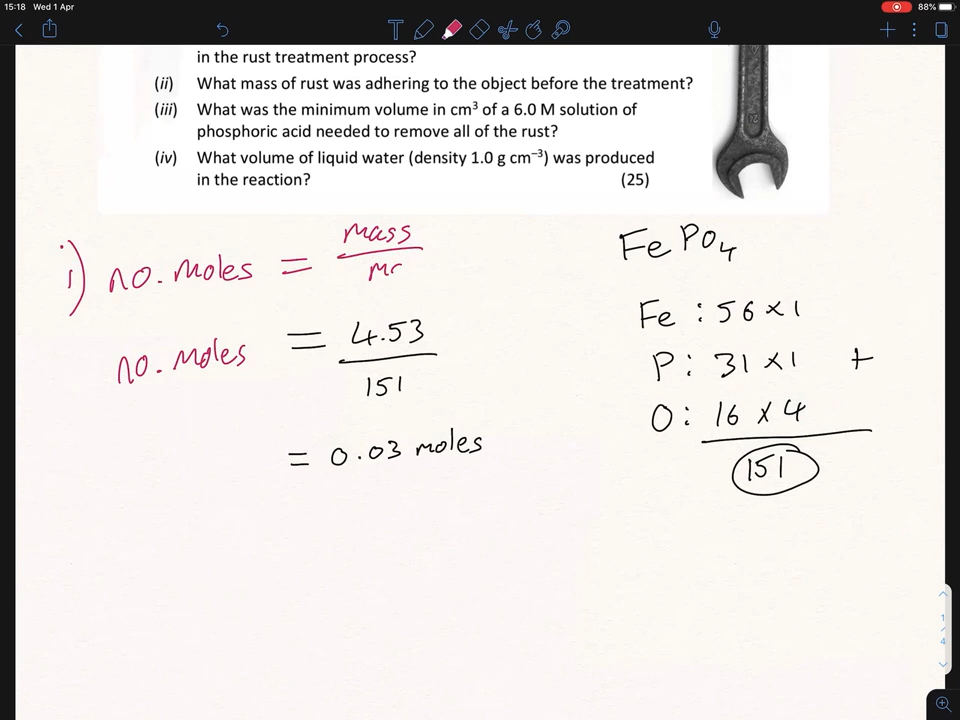 15:18 Wed 1 Apr
88%
in the rust treatment process?
(ii) What mass of rust was adhering to the object before the treatment?
(iii) What was the minimum volume in cm³ of a 6.0 M solution of
phosphoric acid needed to remove all of the rust?
(iv) What volume of liquid water (density 1.0 g cm⁻³) was produced
in the reaction? (25)
i) no. moles = mass / mr
no. moles = 4.53 / 151
= 0.03 moles
FePO₄
Fe : 56 × 1
P : 31 × 1 +
O : 16 × 4
151
1
4